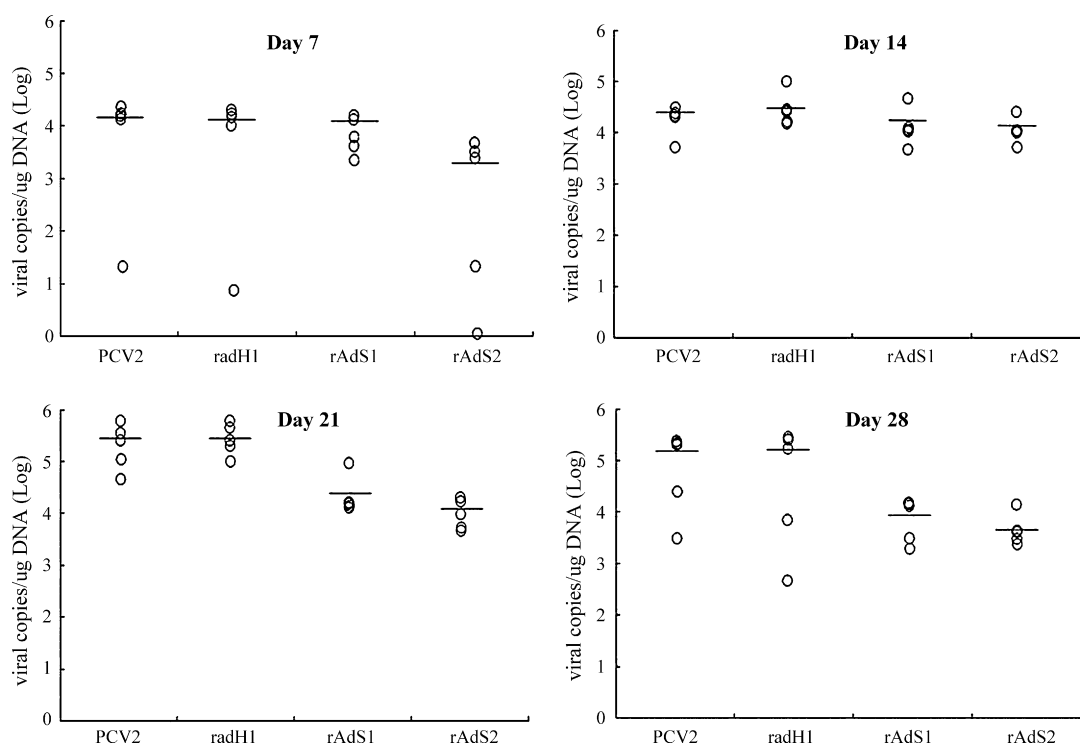 Day 7
viral copies/ug DNA (Log)
6
5
4
3
2
1
0
PCV2 radH1 rAdS1 rAdS2
Day 14
viral copies/ug DNA (Log)
6
5
4
3
2
1
0
PCV2 radH1 rAdS1 rAdS2
Day 21
viral copies/ug DNA (Log)
6
5
4
3
2
1
0
PCV2 radH1 rAdS1 rAdS2
Day 28
viral copies/ug DNA (Log)
6
5
4
3
2
1
0
PCV2 radH1 rAdS1 rAdS2